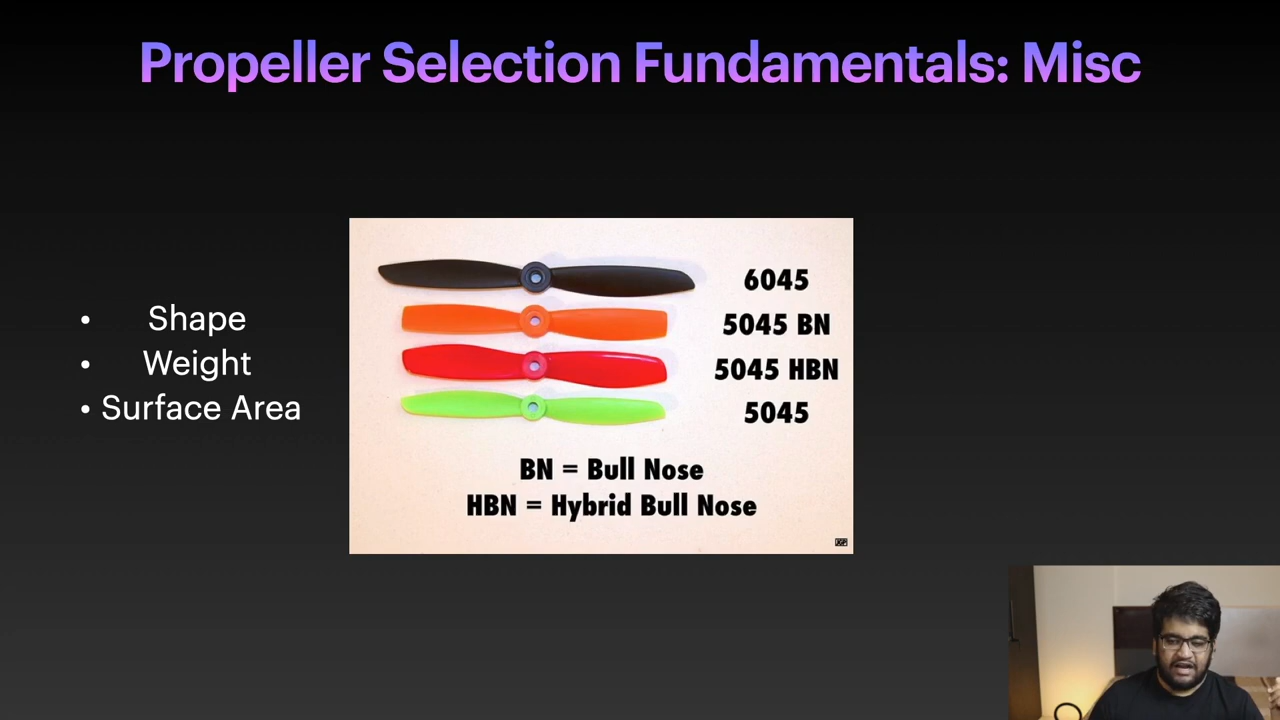 Propeller Selection Fundamentals: Misc
• Shape
• Weight
• Surface Area
6045
5045 BN
5045 HBN
5045
BN = Bull Nose
HBN = Hybrid Bull Nose